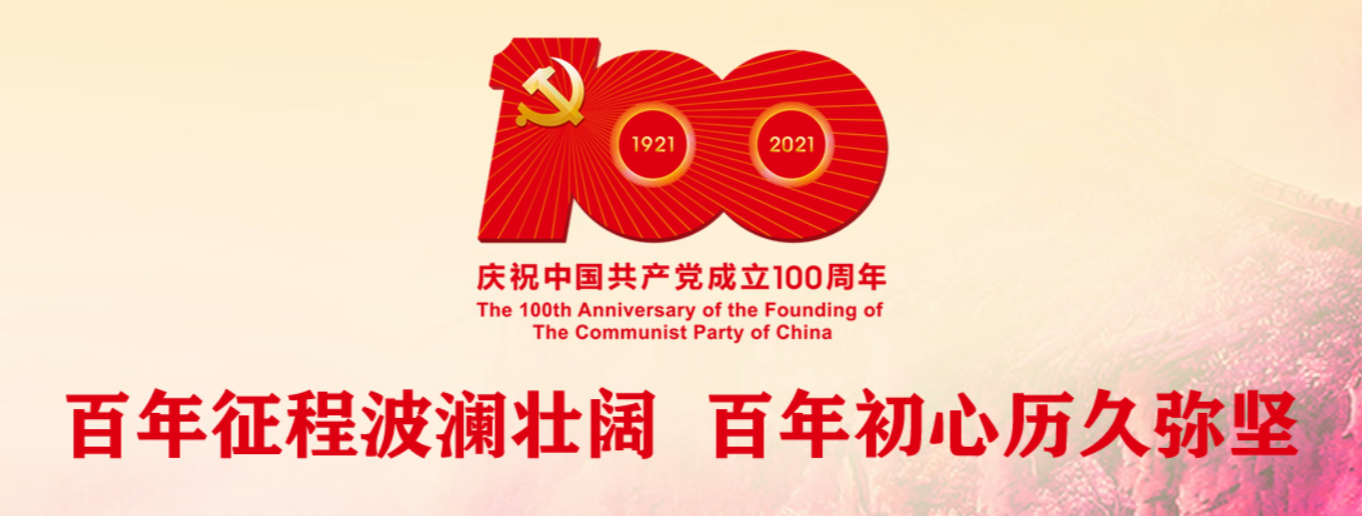 100
1921
2021
庆祝中国共产党成立100周年
The 100th Anniversary of the Founding of
The Communist Party of China
百年征程波澜壮阔 百年初心历久弥坚